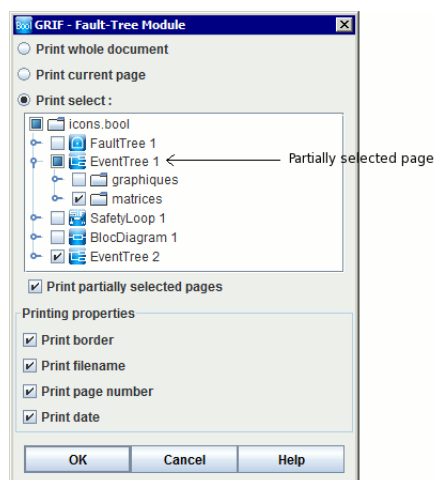 Bool GRIF - Fault-Tree Module
Print whole document
Print current page
Print select :
icons.bool
FaultTree 1
EventTree 1 Partially selected page
graphiques
matrices
SafetyLoop 1
BlocDiagram 1
EventTree 2
Print partially selected pages
Printing properties
Print border
Print filename
Print page number
Print date
OK Cancel Help